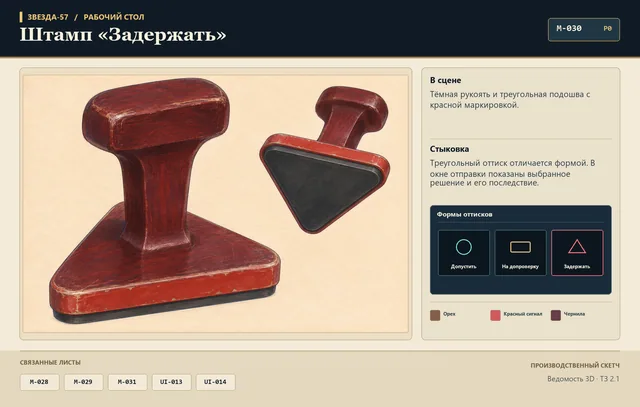 ЗВЕЗДА-57 / РАБОЧИЙ СТОЛ
Штамп «Задержать»
M-030 P0
В сцене
Тёмная рукоять и треугольная подошва с
красной маркировкой.
Стыковка
Треугольный оттиск отличается формой. В
окне отправки показаны выбранное
решение и его последствие.
Формы оттисков
Допустить
На допроверку
Задержать
Орех
Красный сигнал
Чернила
СВЯЗАННЫЕ ЛИСТЫ
M-028
M-029
M-031
UI-013
UI-014
ПРОИЗВОДСТВЕННЫЙ СКЕТЧ
Ведомость 3D · ТЗ 2.1